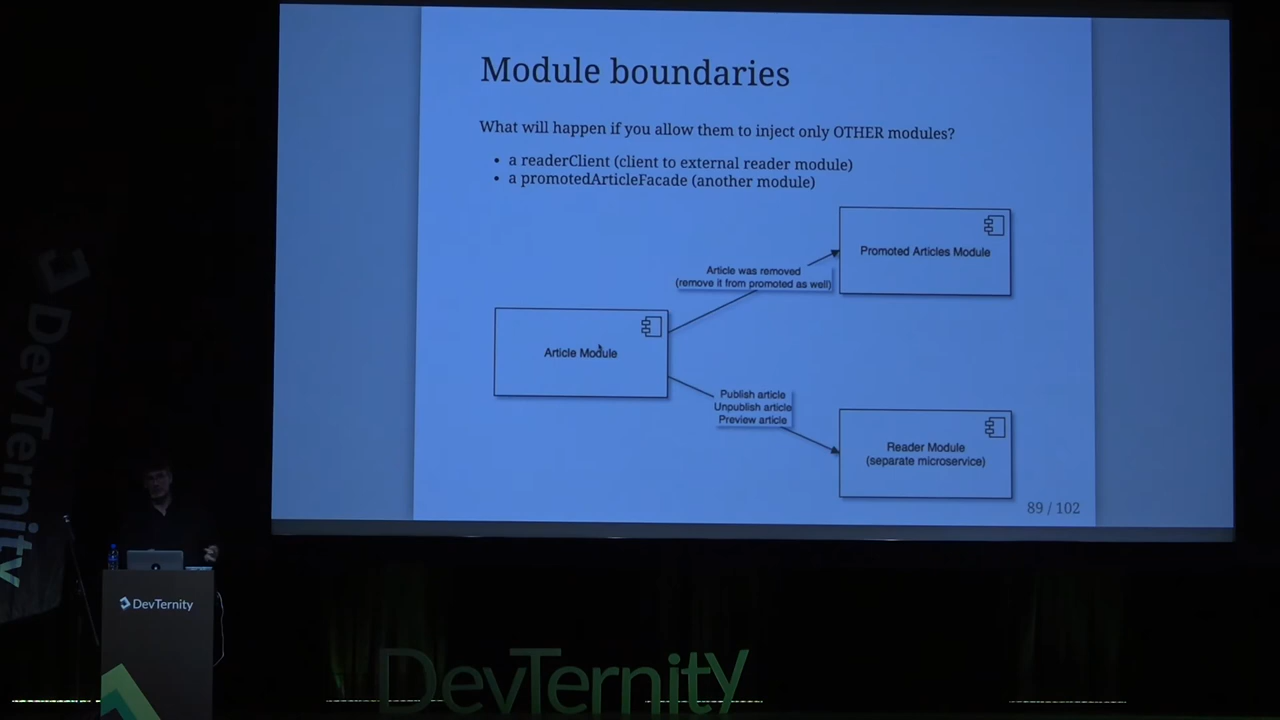 Module boundaries
What will happen if you allow them to inject only OTHER modules?
• a readerClient (client to external reader module)
• a promotedArticleFacade (another module)
Promoted Articles Module
Article was removed
(remove it from promoted as well)
Article Module
Publish article
Unpublish article
Preview article
Reader Module
(separate microservice)
89 / 102
DevTernity
DevTernity
DevTernity